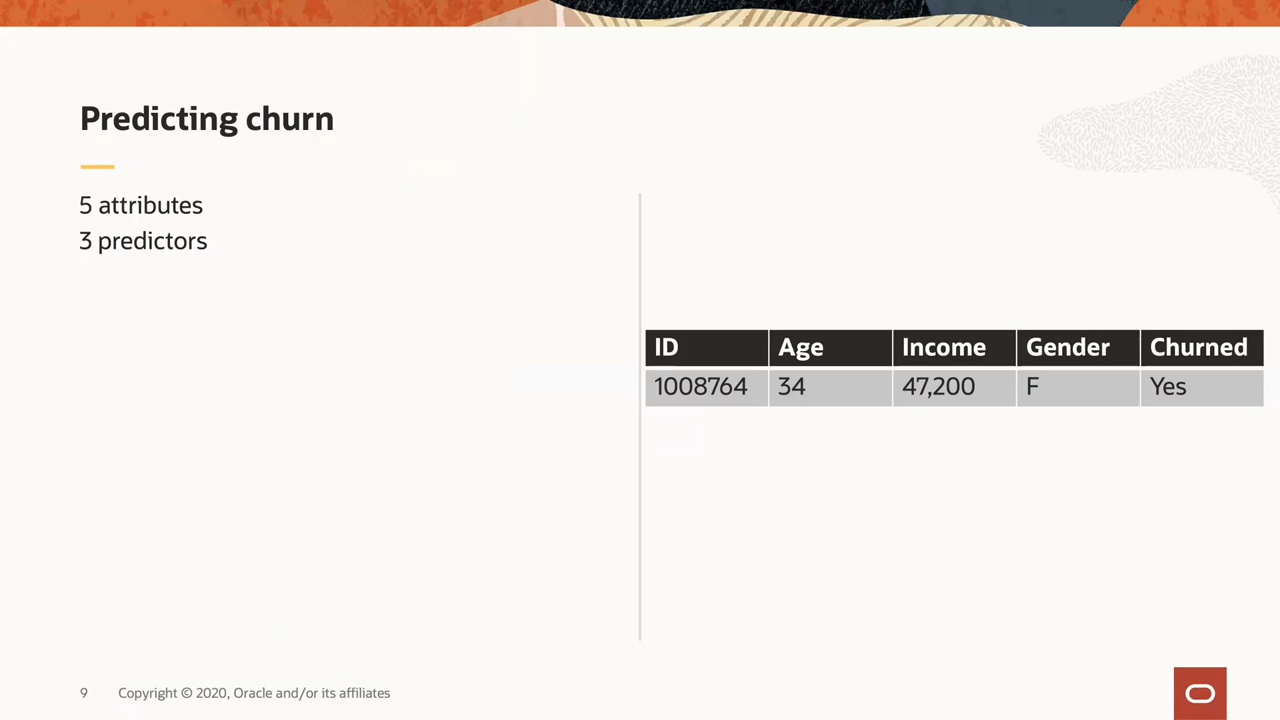 Predicting churn
5 attributes
3 predictors
ID Age Income Gender Churned
1008764 34 47,200 F Yes
9 Copyright © 2020, Oracle and/or its affiliates